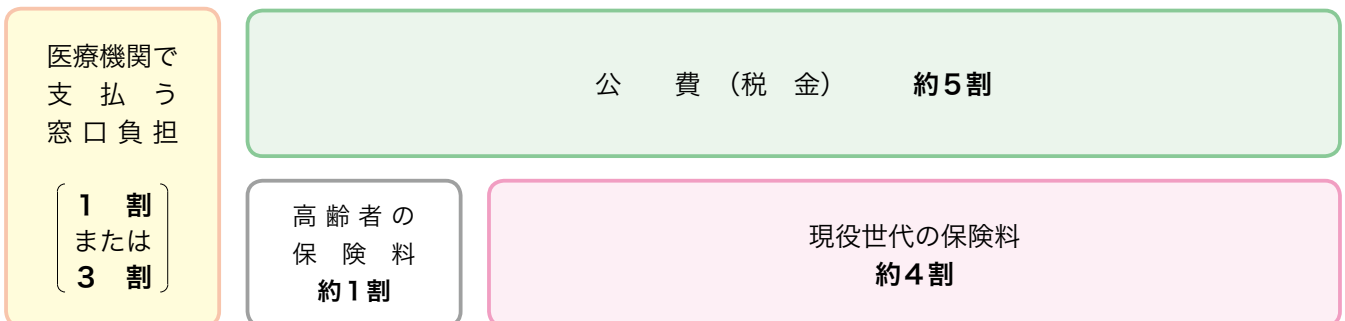 医療機関で
支払う
窓口負担
1割
または
3割
公費(税金) 約5割
高齢者の
保険料
約1割
現役世代の保険料
約4割